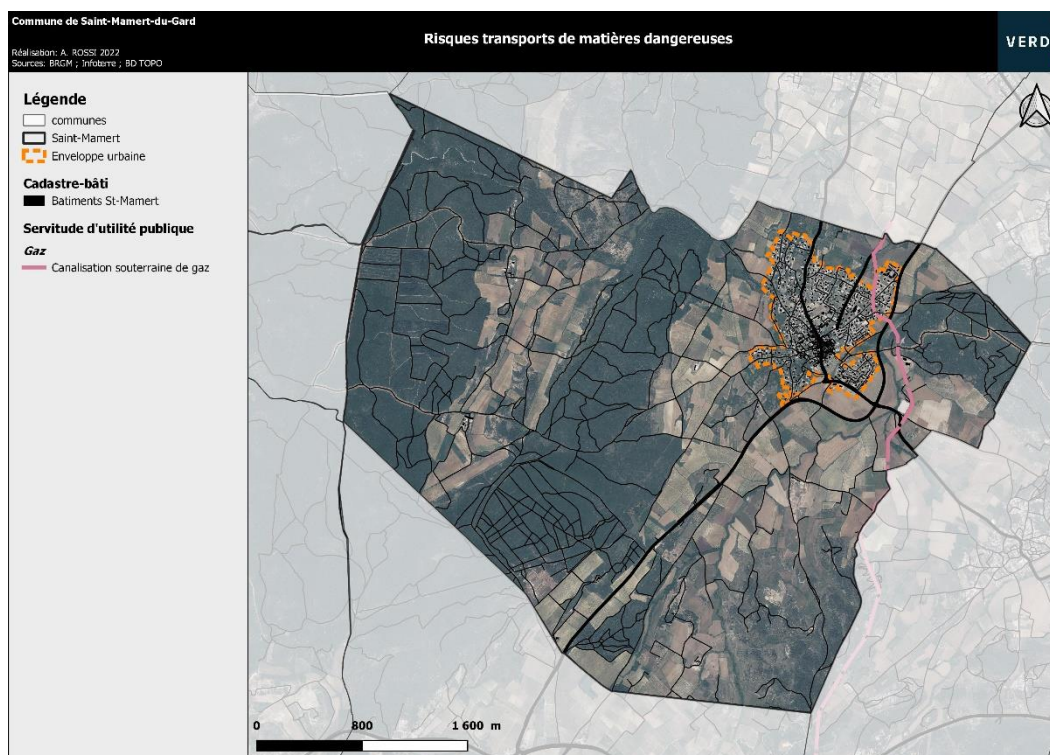 Commune de Saint-Mamert-du-Gard
Réalisation: A. ROSSI 2022
Sources: BRGM ; Infoterre ; BD TOPO
Risques transports de matières dangereuses
VERD
Légende
communes
Saint-Mamert
Enveloppe urbaine
Cadastre-bâti
Batiments St-Mamert
Servitude d'utilité publique
Gaz
Canalisation souterraine de gaz
0 800 1 600 m